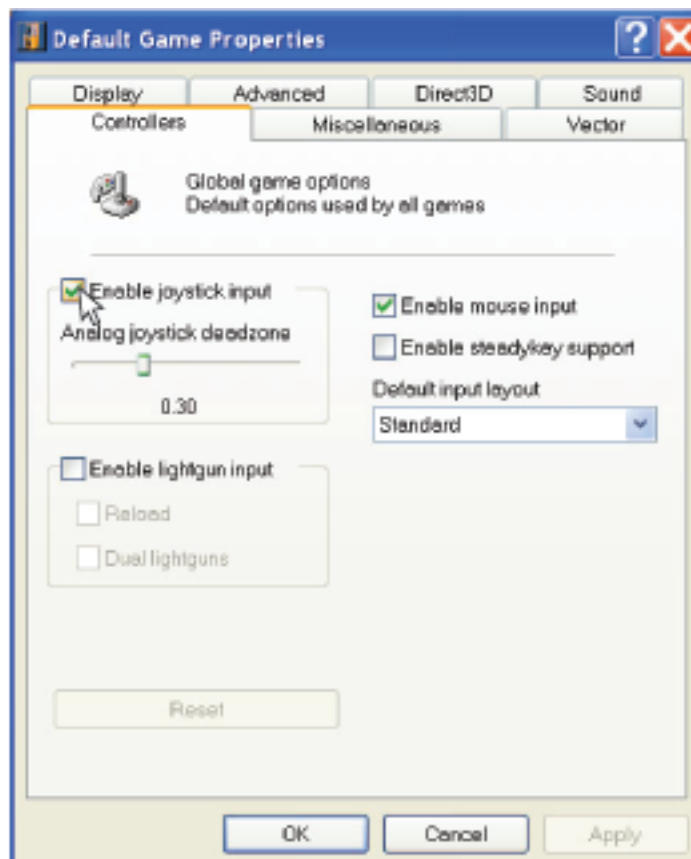 Default Game Properties
Display Advanced Direct3D Sound
Controllers Miscellaneous Vector
Global game options
Default options used by all games
Enable joystick input
Analog joystick deadzone
0.30
Enable mouse input
Enable steadykey support
Default input layout
Standard
Enable lightgun input
Reload
Dual lightguns
Reset
OK Cancel Apply